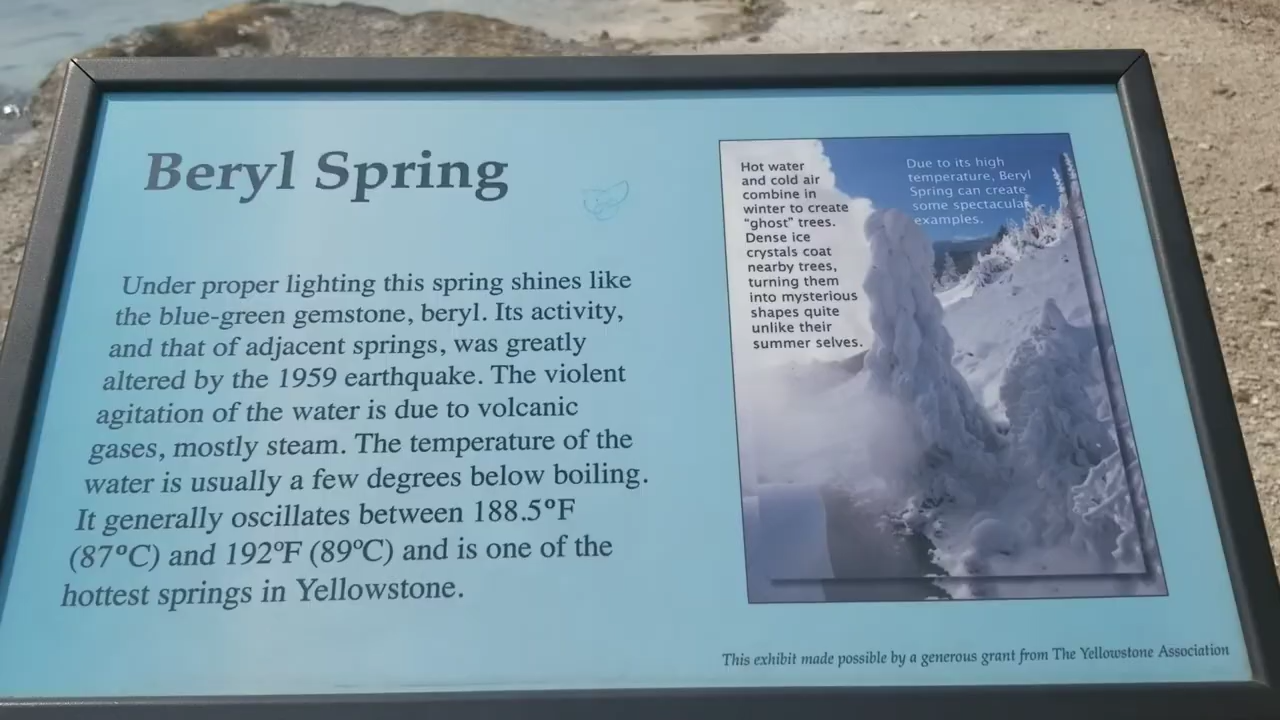 Beryl Spring
Under proper lighting this spring shines like
the blue-green gemstone, beryl. Its activity,
and that of adjacent springs, was greatly
altered by the 1959 earthquake. The violent
agitation of the water is due to volcanic
gases, mostly steam. The temperature of the
water is usually a few degrees below boiling.
It generally oscillates between 188.5ºF
(87ºC) and 192ºF (89ºC) and is one of the
hottest springs in Yellowstone.
Hot water
and cold air
combine in
winter to create
“ghost” trees.
Dense ice
crystals coat
nearby trees,
turning them
into mysterious
shapes quite
unlike their
summer selves.
Due to its high
temperature, Beryl
Spring can create
some spectacular
examples.
This exhibit made possible by a generous grant from The Yellowstone Association